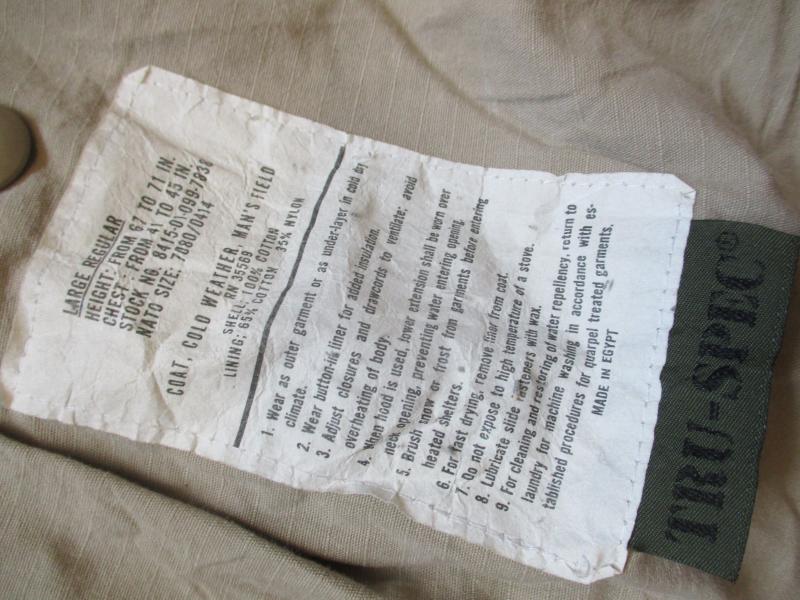 LARGE REGULAR
HEIGHT: FROM 67 TO 71 IN.
CHEST: FROM 41 TO 45 IN.
STOCK NO. 8415-01-099-7838
NATO SIZE: 7080/0414
COAT, COLD WEATHER, MAN'S FIELD
RN 35589
SHELL: 100% COTTON
LINING: 65% COTTON 35% NYLON
1. Wear as outer garment or as under-layer in cold dry
climate.
2. Wear button-in liner for added insulation.
3. Adjust closures and drawcords to ventilate; avoid
overheating of body.
4. When hood is used, lower extension shall be worn over
neck opening, preventing water entering opening.
5. Brush snow or frost from garments before entering
heated shelters.
6. For fast drying, remove liner from coat.
7. Do not expose to high temperature of a stove.
8. Lubricate slide fasteners with wax.
9. For cleaning and restoring of water repellency, return to
laundry for machine washing in accordance with es-
tablished procedures for quarpel treated garments.
MADE IN EGYPT
TRU-SPEC®